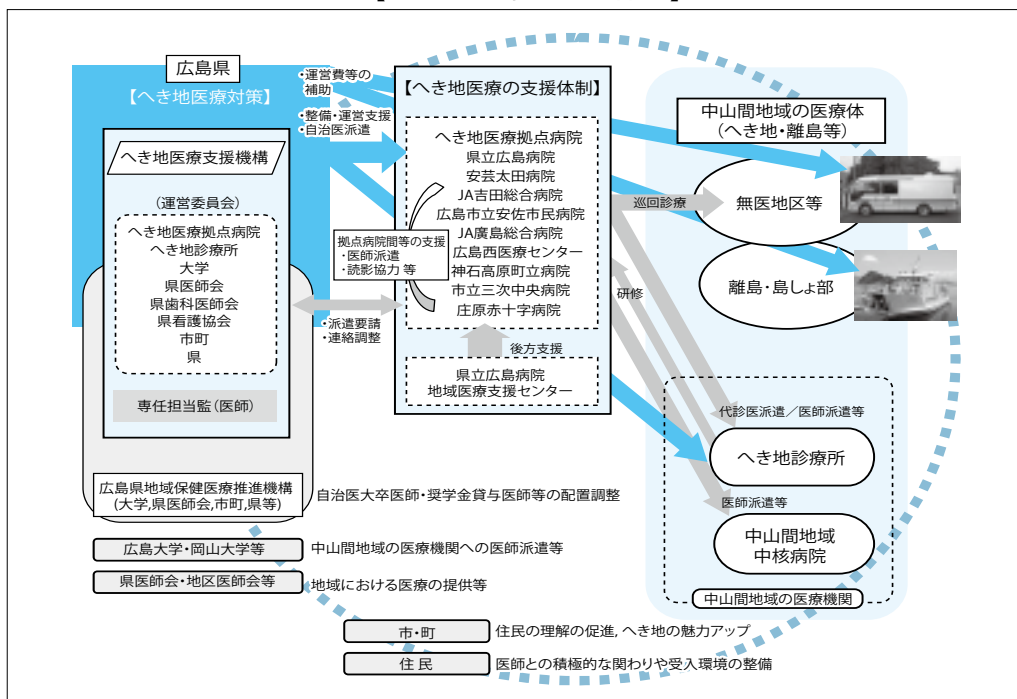 広島県
【へき地医療対策】
へき地医療支援機構
(運営委員会)
へき地医療拠点病院
へき地診療所
大学
県医師会
県歯科医師会
県看護協会
市町
県
専任担当監(医師)
広島県地域保健医療推進機構
(大学,県医師会,市町,県等)
自治医大卒医師・奨学金貸与医師等の配置調整
広島大学・岡山大学等
中山間地域の医療機関への医師派遣等
県医師会・地区医師会等
地域における医療の提供等
市・町
住民の理解の促進,へき地の魅力アップ
住 民
医師との積極的な関わりや受入環境の整備
・運営費等の
補助
・整備・運営支援
・自治医派遣
【へき地医療の支援体制】
へき地医療拠点病院
県立広島病院
安芸太田病院
JA吉田総合病院
広島市立安佐市民病院
JA廣島総合病院
広島西医療センター
神石高原町立病院
市立三次中央病院
庄原赤十字病院
拠点病院間等の支援
・医師派遣
・読影協力 等
・派遣要請
・連絡調整
後方支援
県立広島病院
地域医療支援センター
中山間地域の医療体
(へき地・離島等)
巡回診療
無医地区等
離島・島しょ部
研修
代診医派遣／医師派遣等
へき地診療所
医師派遣等
中山間地域
中核病院
中山間地域の医療機関